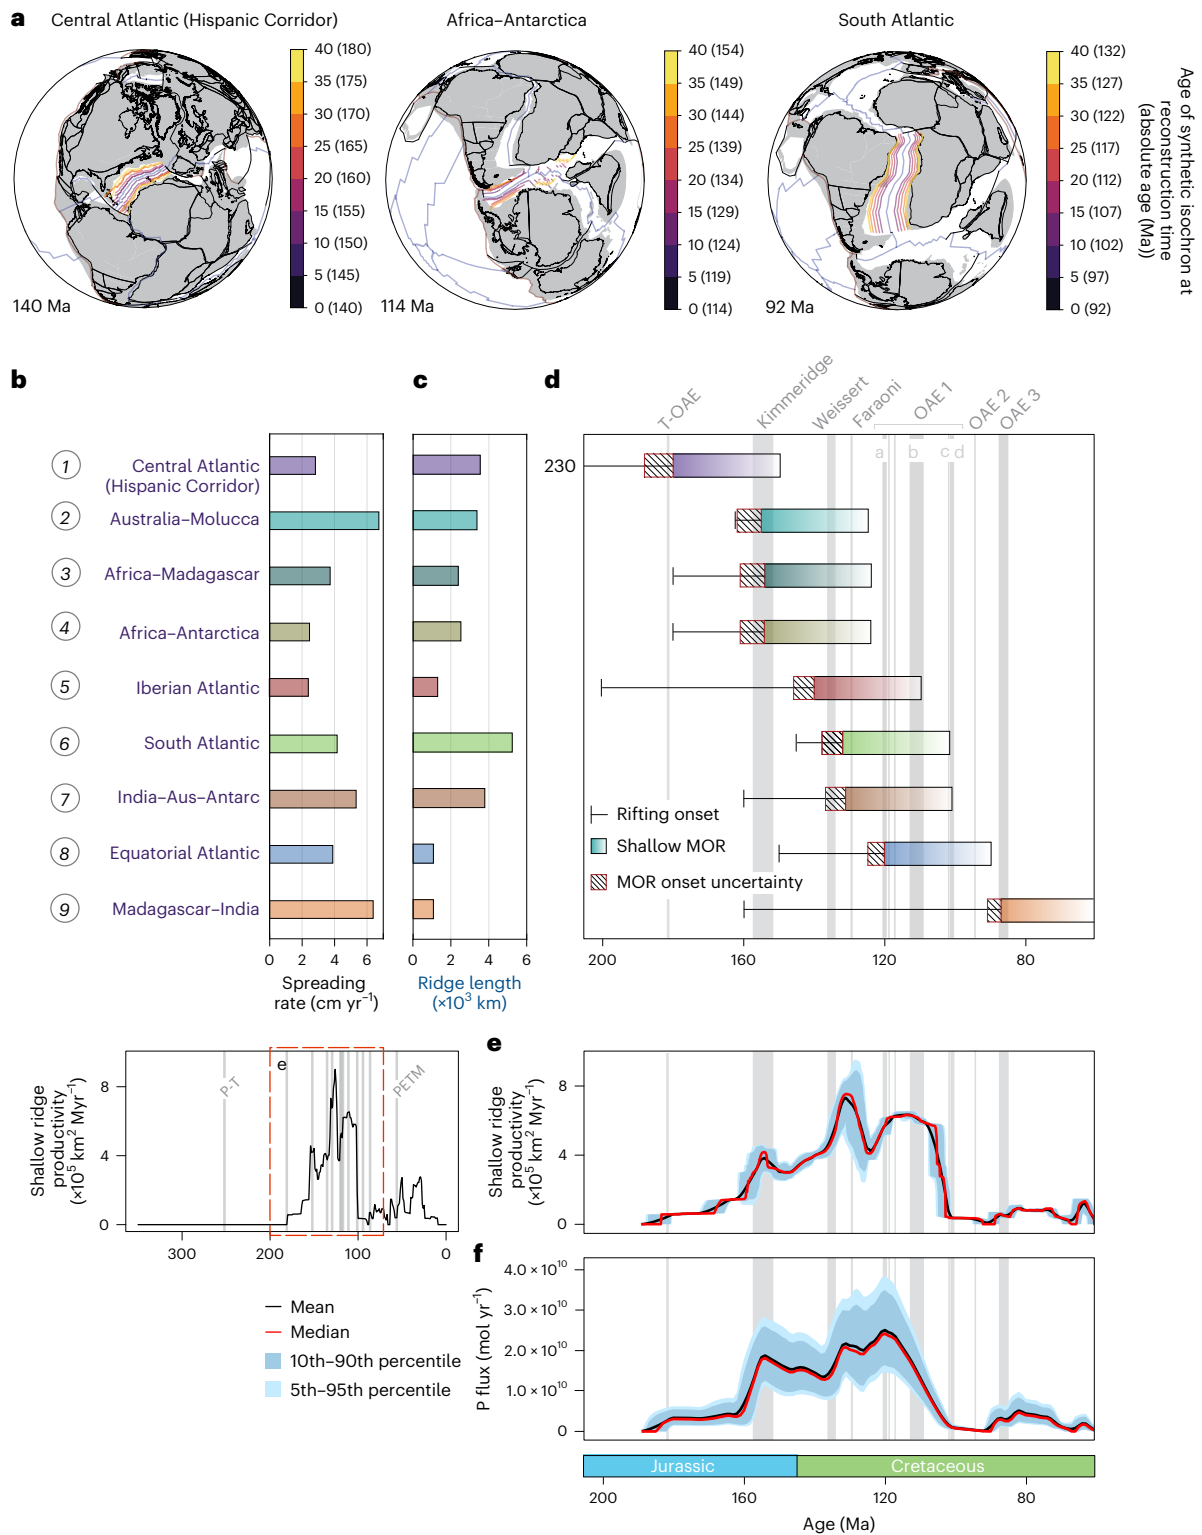 a
Central Atlantic (Hispanic Corridor)
Africa–Antarctica
South Atlantic
40 (180)
35 (175)
30 (170)
25 (165)
20 (160)
15 (155)
10 (150)
5 (145)
0 (140)
140 Ma
40 (154)
35 (149)
30 (144)
25 (139)
20 (134)
15 (129)
10 (124)
5 (119)
0 (114)
114 Ma
40 (132)
35 (127)
30 (122)
25 (117)
20 (112)
15 (107)
10 (102)
5 (97)
0 (92)
92 Ma
Age of synthetic isochron at
reconstruction time
(absolute age (Ma))
b
c
d
T-OAE
Kimmeridge
Weissert
Faraoni
OAE 1
OAE 2
OAE 3
a
b
c
d
230
1
Central Atlantic
(Hispanic Corridor)
2
Australia–Molucca
3
Africa–Madagascar
4
Africa–Antarctica
5
Iberian Atlantic
6
South Atlantic
7
India–Aus–Antarc
8
Equatorial Atlantic
9
Madagascar–India
Rifting onset
Shallow MOR
MOR onset uncertainty
0
2
4
6
Spreading
rate (cm yr⁻¹)
0
2
4
6
Ridge length
(×10³ km)
200
160
120
80
Shallow ridge
productivity
(×10⁵ km² Myr⁻¹)
8
4
0
P-T
e
PETM
300
200
100
0
e
Shallow ridge
productivity
(×10⁵ km² Myr⁻¹)
8
4
0
Mean
Median
10th–90th percentile
5th–95th percentile
f
P flux (mol yr⁻¹)
4.0 × 10¹⁰
3.0 × 10¹⁰
2.0 × 10¹⁰
1.0 × 10¹⁰
0
Jurassic
Cretaceous
200
160
120
80
Age (Ma)